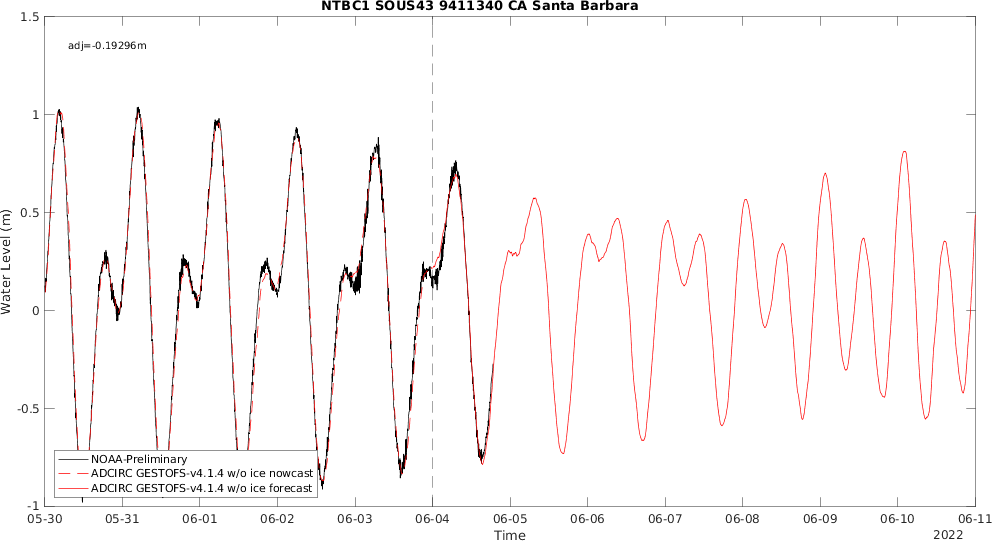 NTBC1 SOUS43 9411340 CA Santa Barbara
1.5
adj=-0.19296m
1
0.5
0
-0.5
-1
Water Level (m)
NOAA-Preliminary
ADCIRC GESTOFS-v4.1.4 w/o ice nowcast
ADCIRC GESTOFS-v4.1.4 w/o ice forecast
05-30 05-31 06-01 06-02 06-03 06-04 06-05 06-06 06-07 06-08 06-09 06-10 06-11
Time
2022